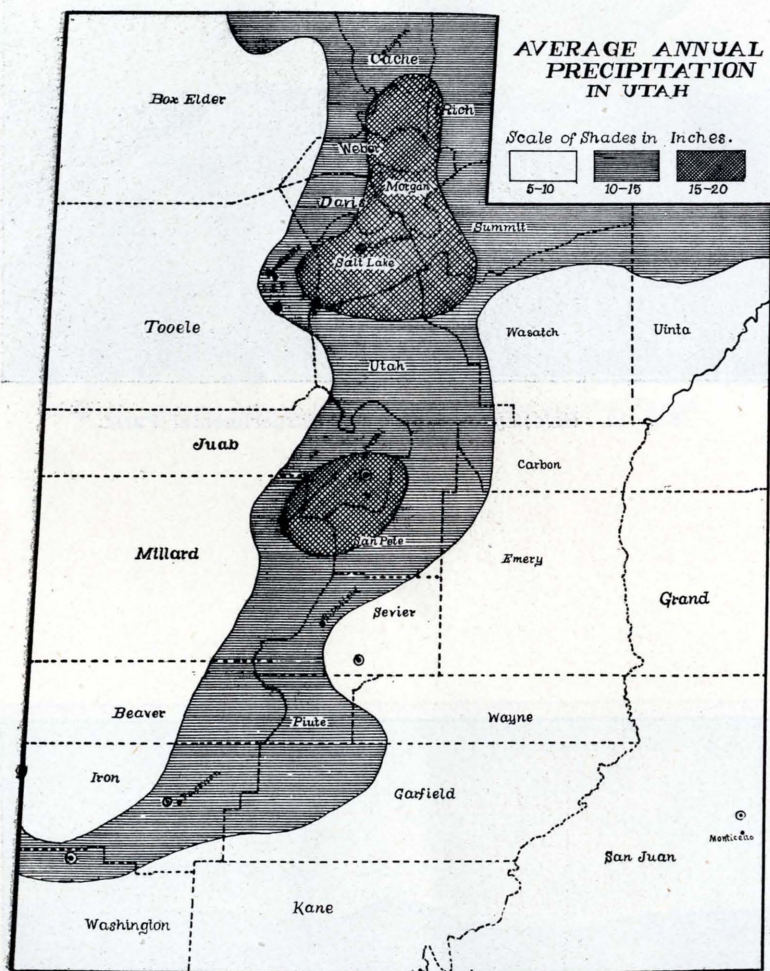 AVERAGE ANNUAL
PRECIPITATION
IN UTAH
Scale of Shades in Inches.
5-10 10-15 15-20
Cache
Box Elder
Rich
Weber
Morgan
Davis
Summit
Salt Lake
Tooele
Wasatch
Uinta
Utah
Juab
Carbon
San Pete
Millard
Emery
Grand
Sevier
Beaver
Piute
Wayne
Iron
Garfield
Monticello
San Juan
Kane
Washington